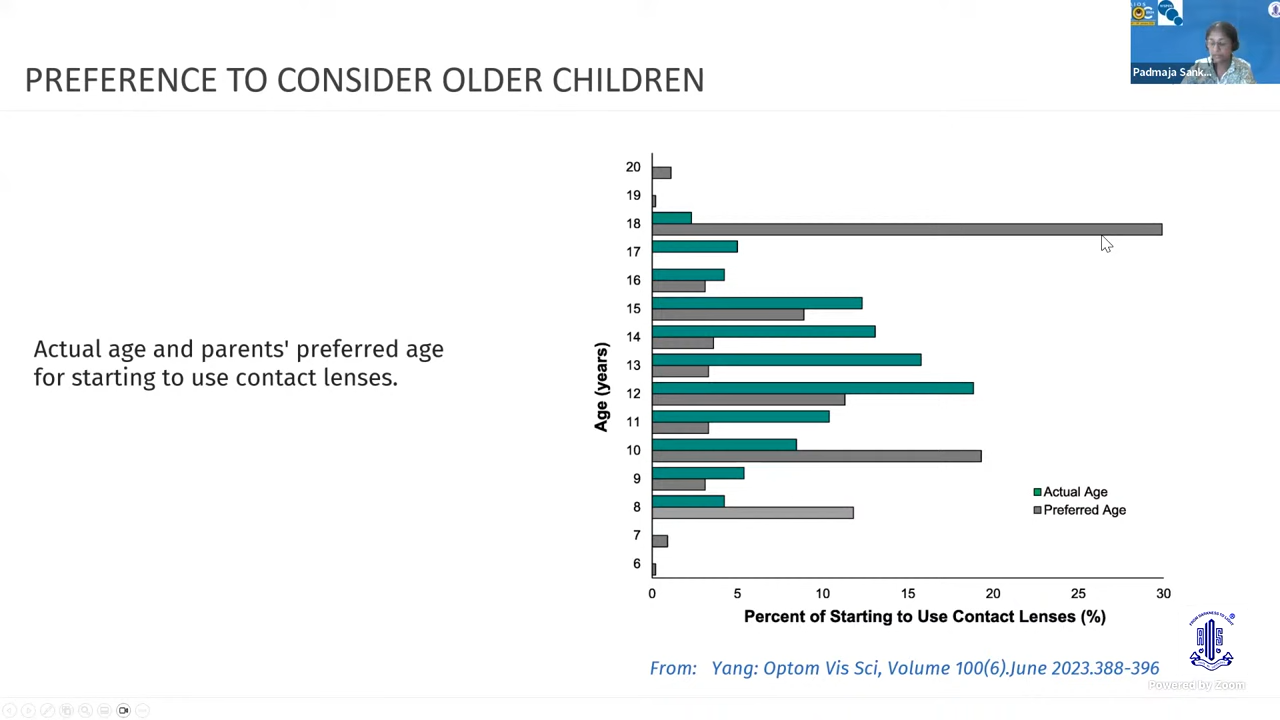 Padmaja Sank...
PREFERENCE TO CONSIDER OLDER CHILDREN
Actual age and parents' preferred age
for starting to use contact lenses.
Age (years)
20
19
18
17
16
15
14
13
12
11
10
9
8
7
6
Actual Age
Preferred Age
0 5 10 15 20 25 30
Percent of Starting to Use Contact Lenses (%)
From: Yang: Optom Vis Sci, Volume 100(6).June 2023.388-396
Powered by Zoom